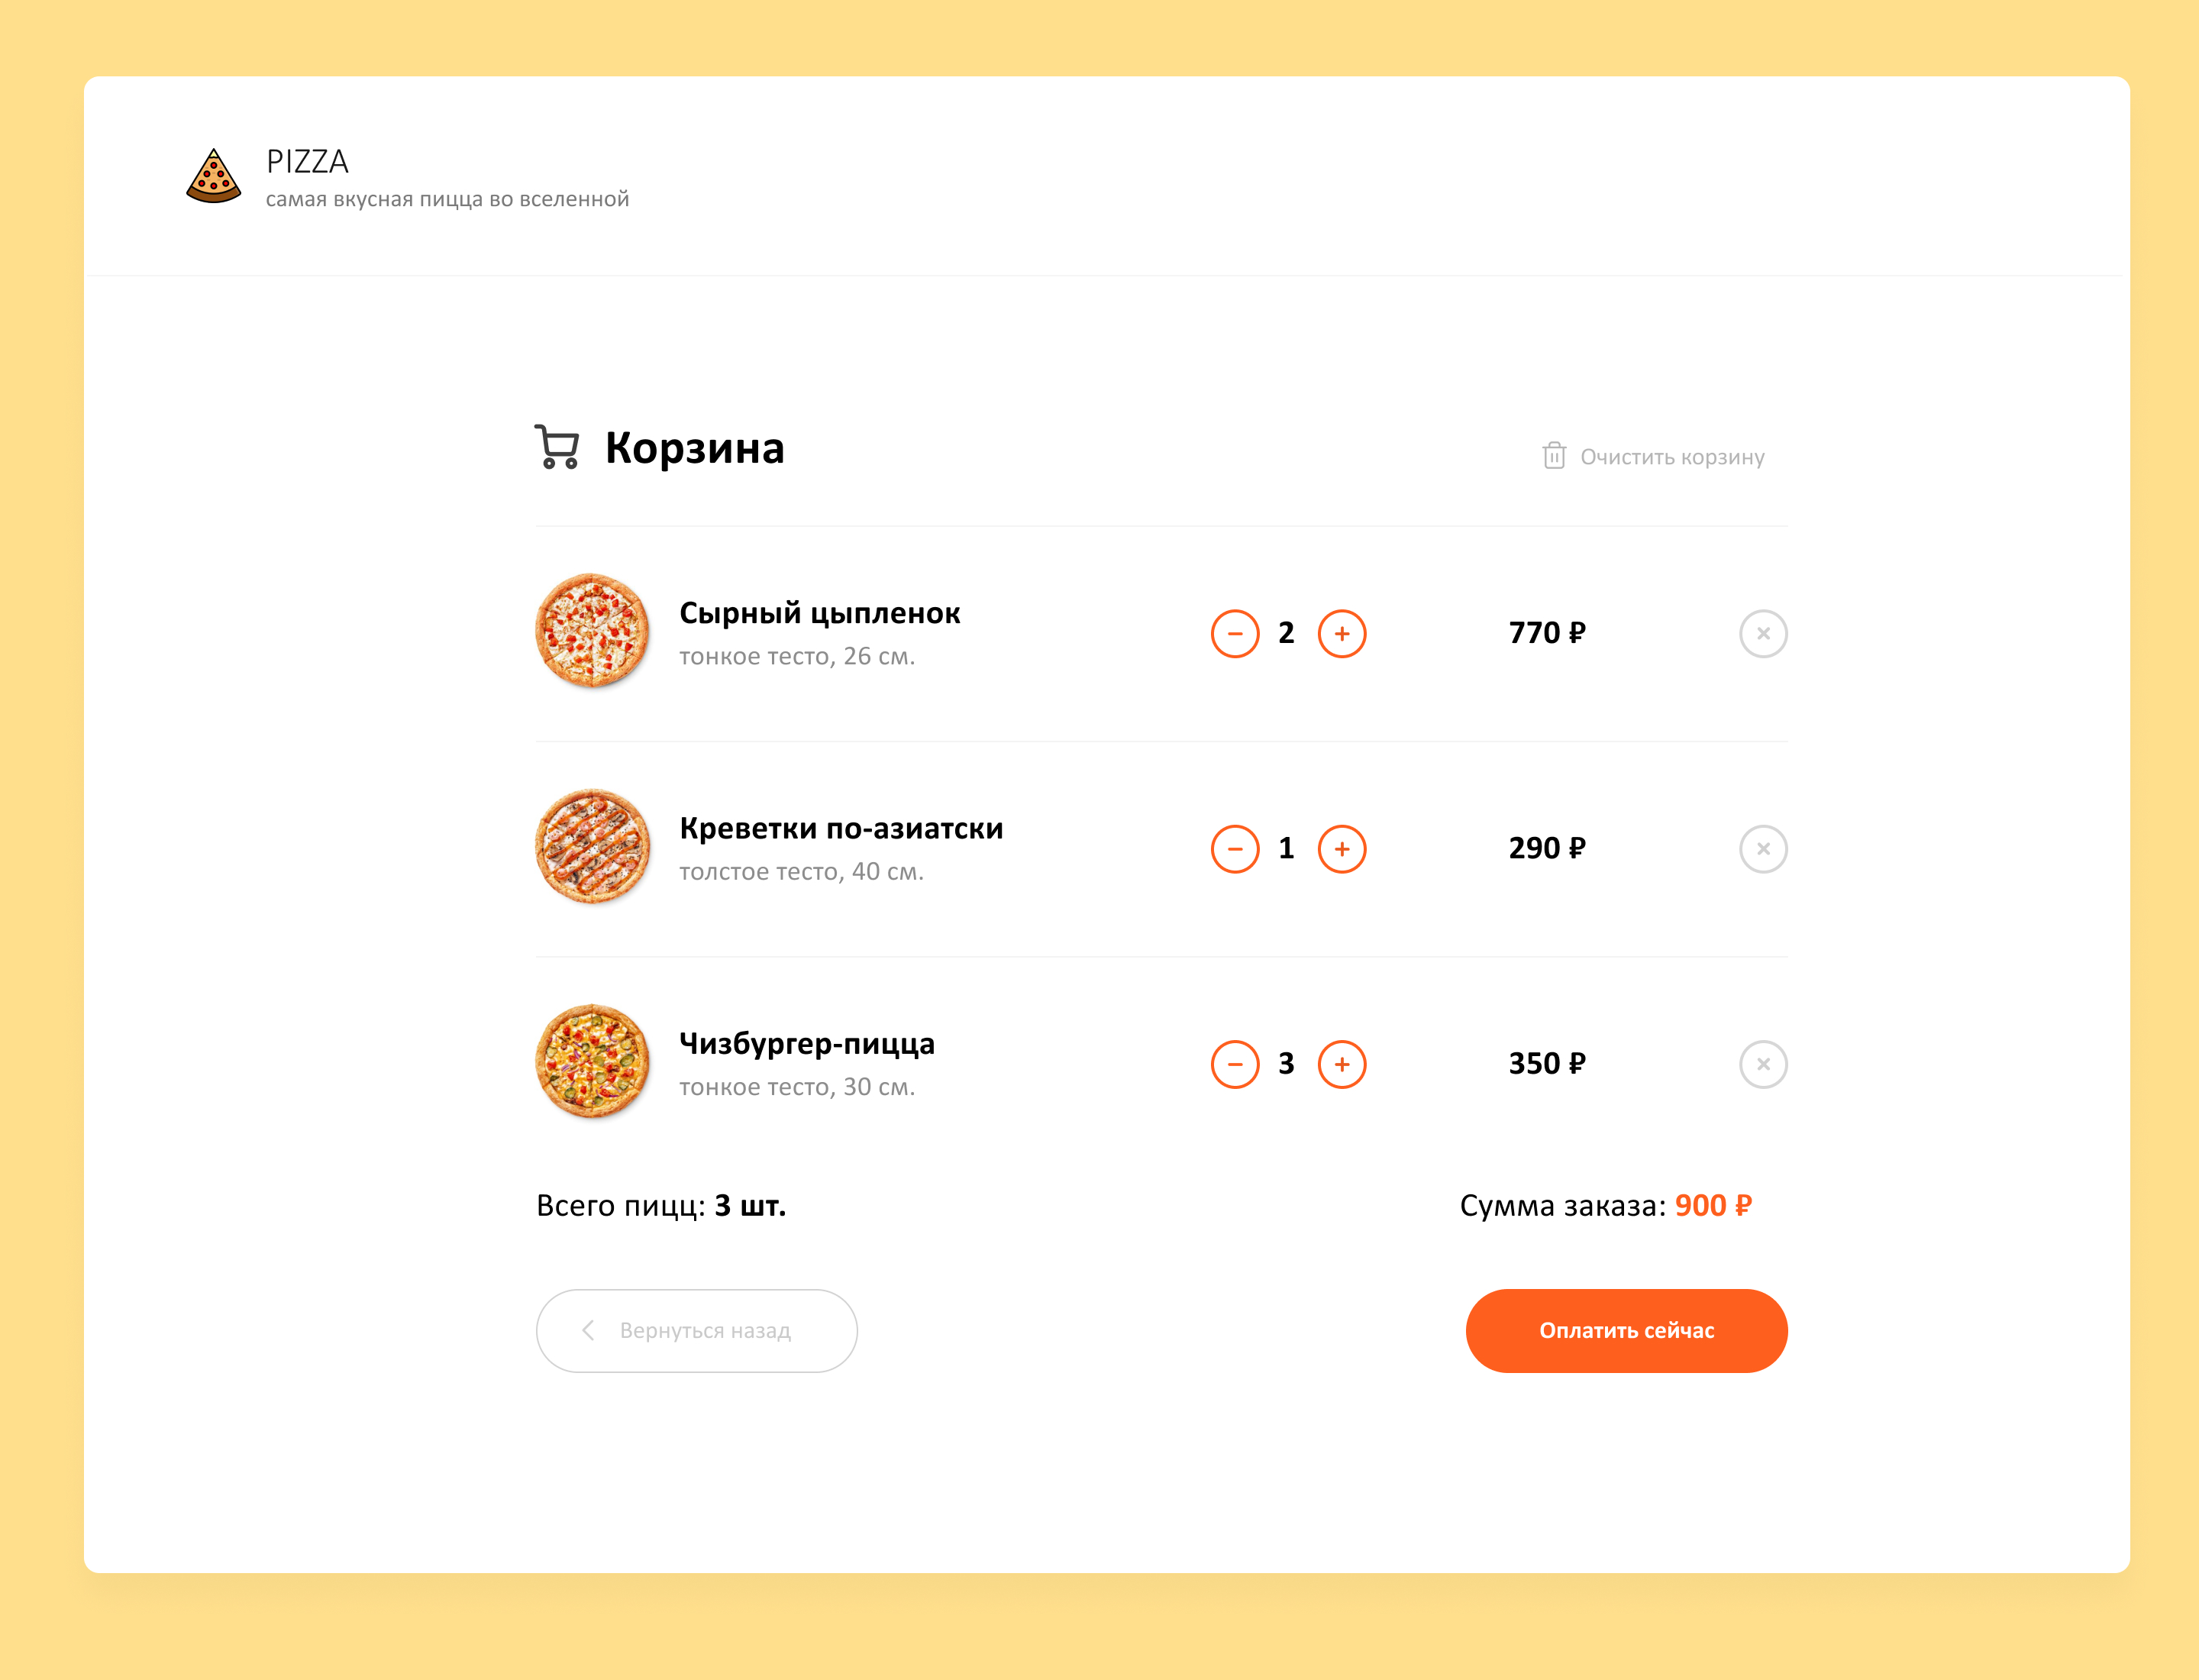 PIZZA
самая вкусная пицца во вселенной
Корзина
Очистить корзину
Сырный цыпленок
тонкое тесто, 26 см.
2
770 ₽
Креветки по-азиатски
толстое тесто, 40 см.
1
290 ₽
Чизбургер-пицца
тонкое тесто, 30 см.
3
350 ₽
Всего пицц: 3 шт.
Сумма заказа: 900 ₽
Вернуться назад
Оплатить сейчас